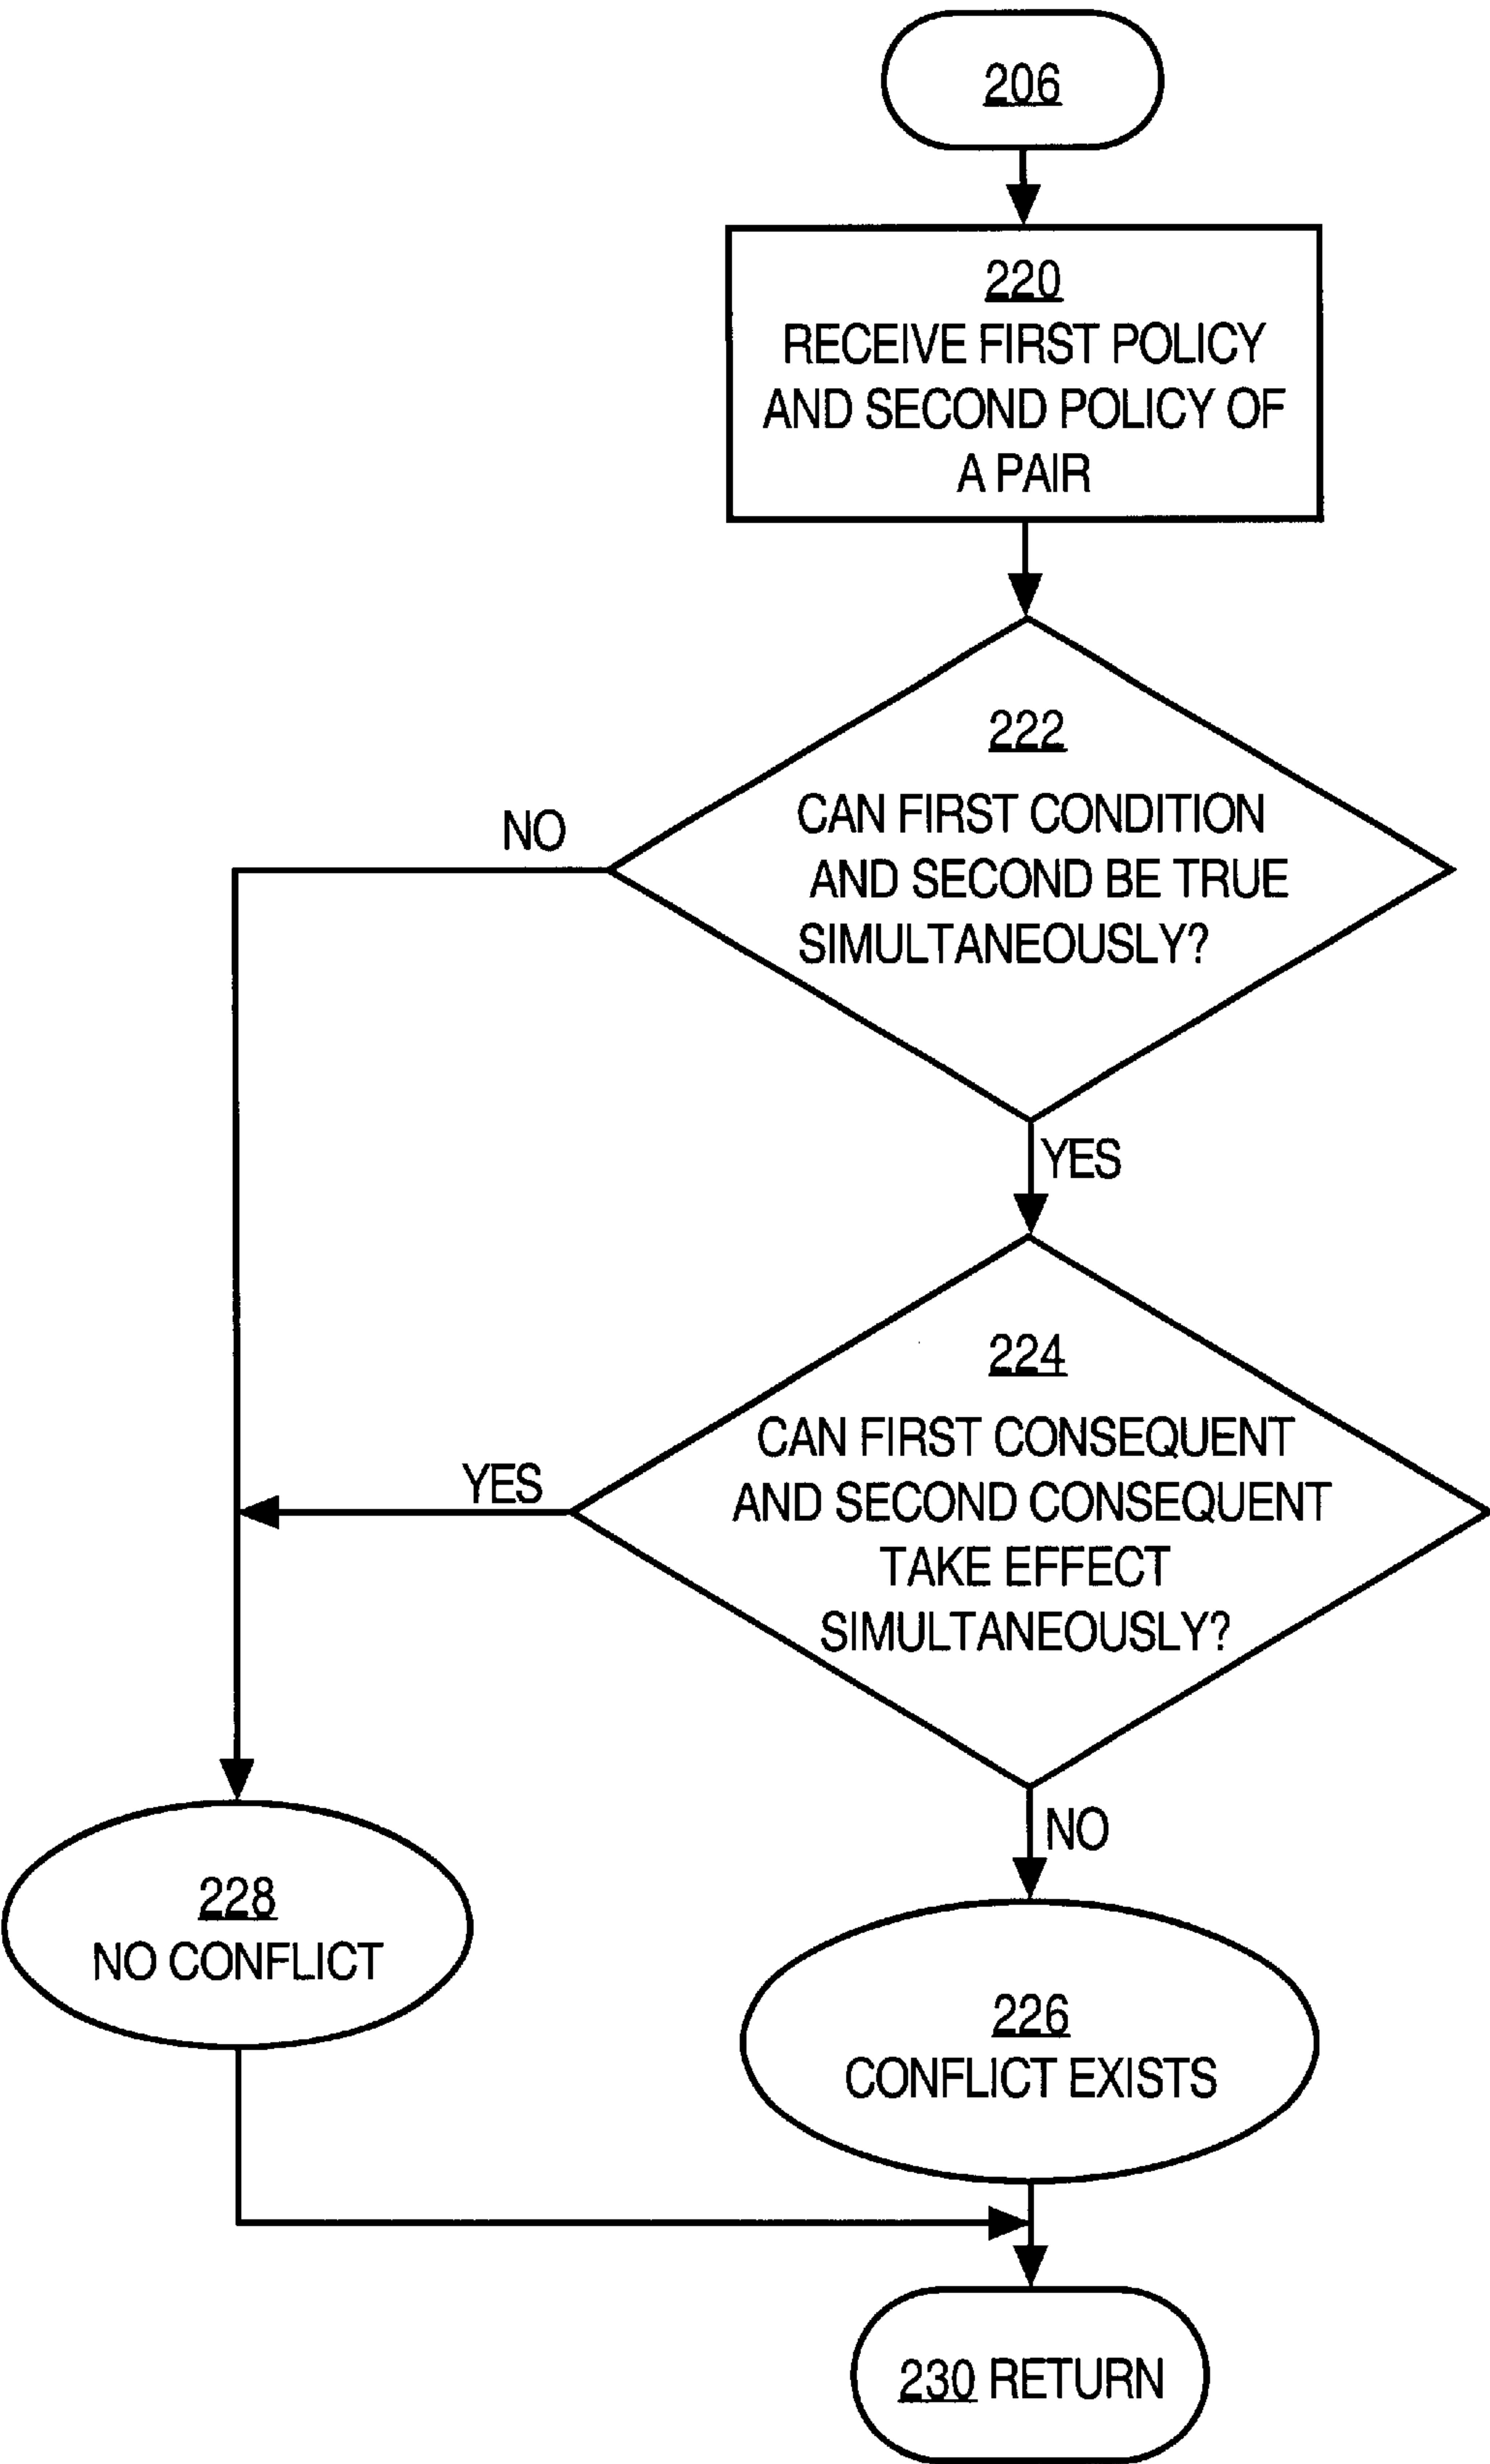 206
220
RECEIVE FIRST POLICY
AND SECOND POLICY OF
A PAIR
222
CAN FIRST CONDITION
AND SECOND BE TRUE
SIMULTANEOUSLY?
NO
YES
224
CAN FIRST CONSEQUENT
AND SECOND CONSEQUENT
TAKE EFFECT
SIMULTANEOUSLY?
YES
NO
228
NO CONFLICT
226
CONFLICT EXISTS
230 RETURN